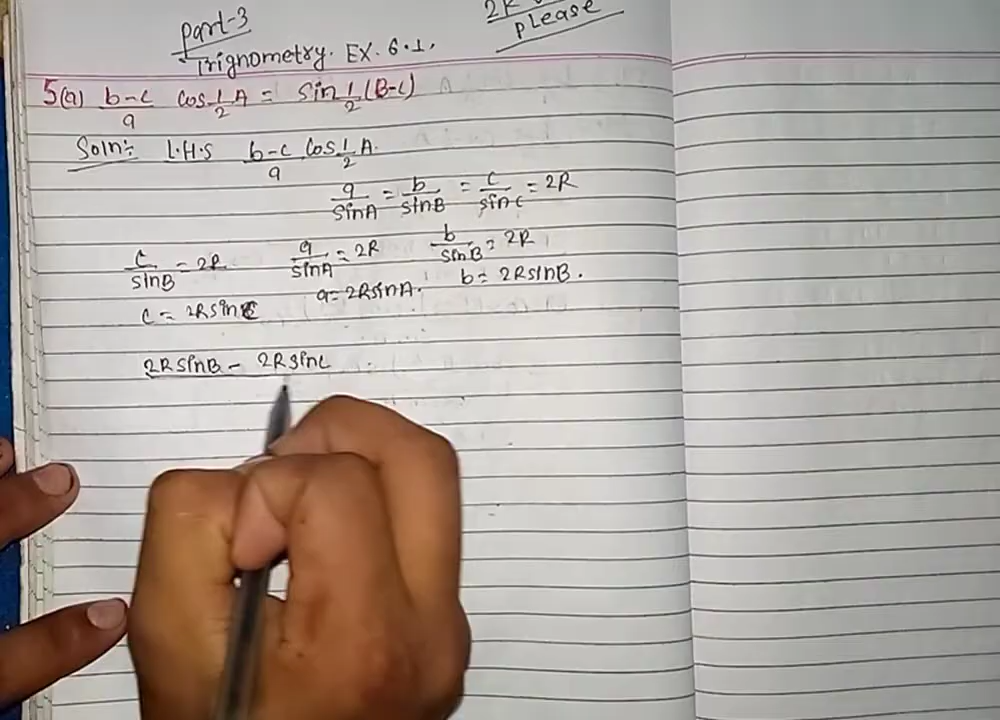 Part-3
2K
please
Trignometry. EX. 6.1.
5(a) b-c/a cos 1/2 A = sin 1/2 (B-C)
Soln:- L.H.S b-c/a cos 1/2 A.
a/sinA = b/sinB = c/sinC = 2R
c/sinB = 2R a/sinA = 2R b/sinB = 2R
c = 2RsinC a = 2RsinA. b = 2RsinB.
2RsinB - 2RsinC